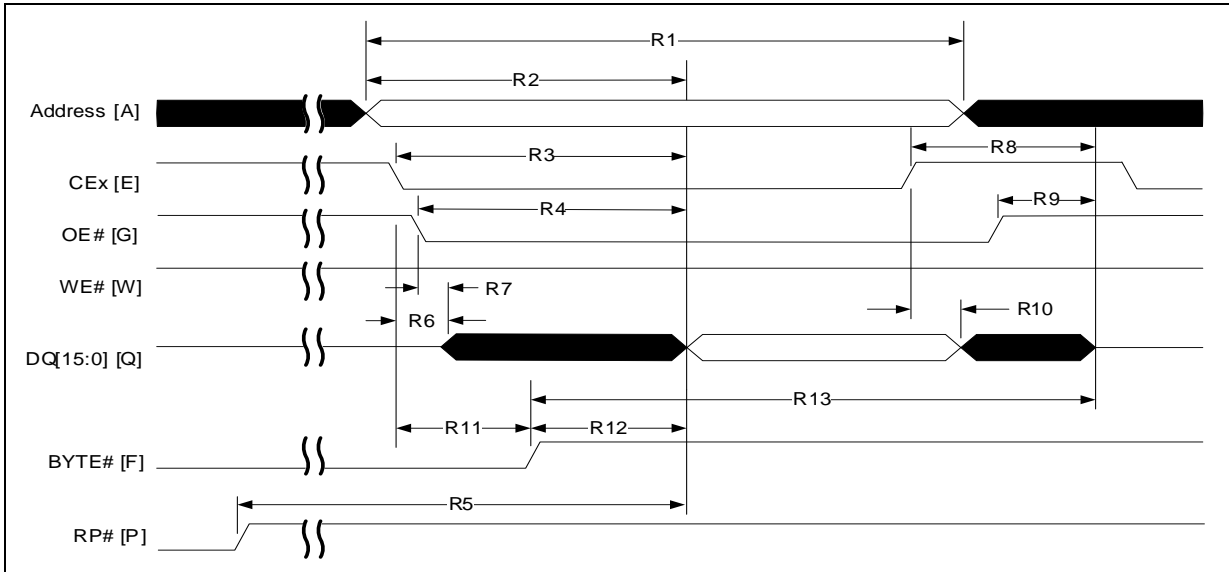 R1
R2
Address [A]
R3
R8
CEx [E]
R4
R9
OE# [G]
WE# [W]
R7
R6
R10
DQ[15:0] [Q]
R13
R11
R12
BYTE# [F]
R5
RP# [P]